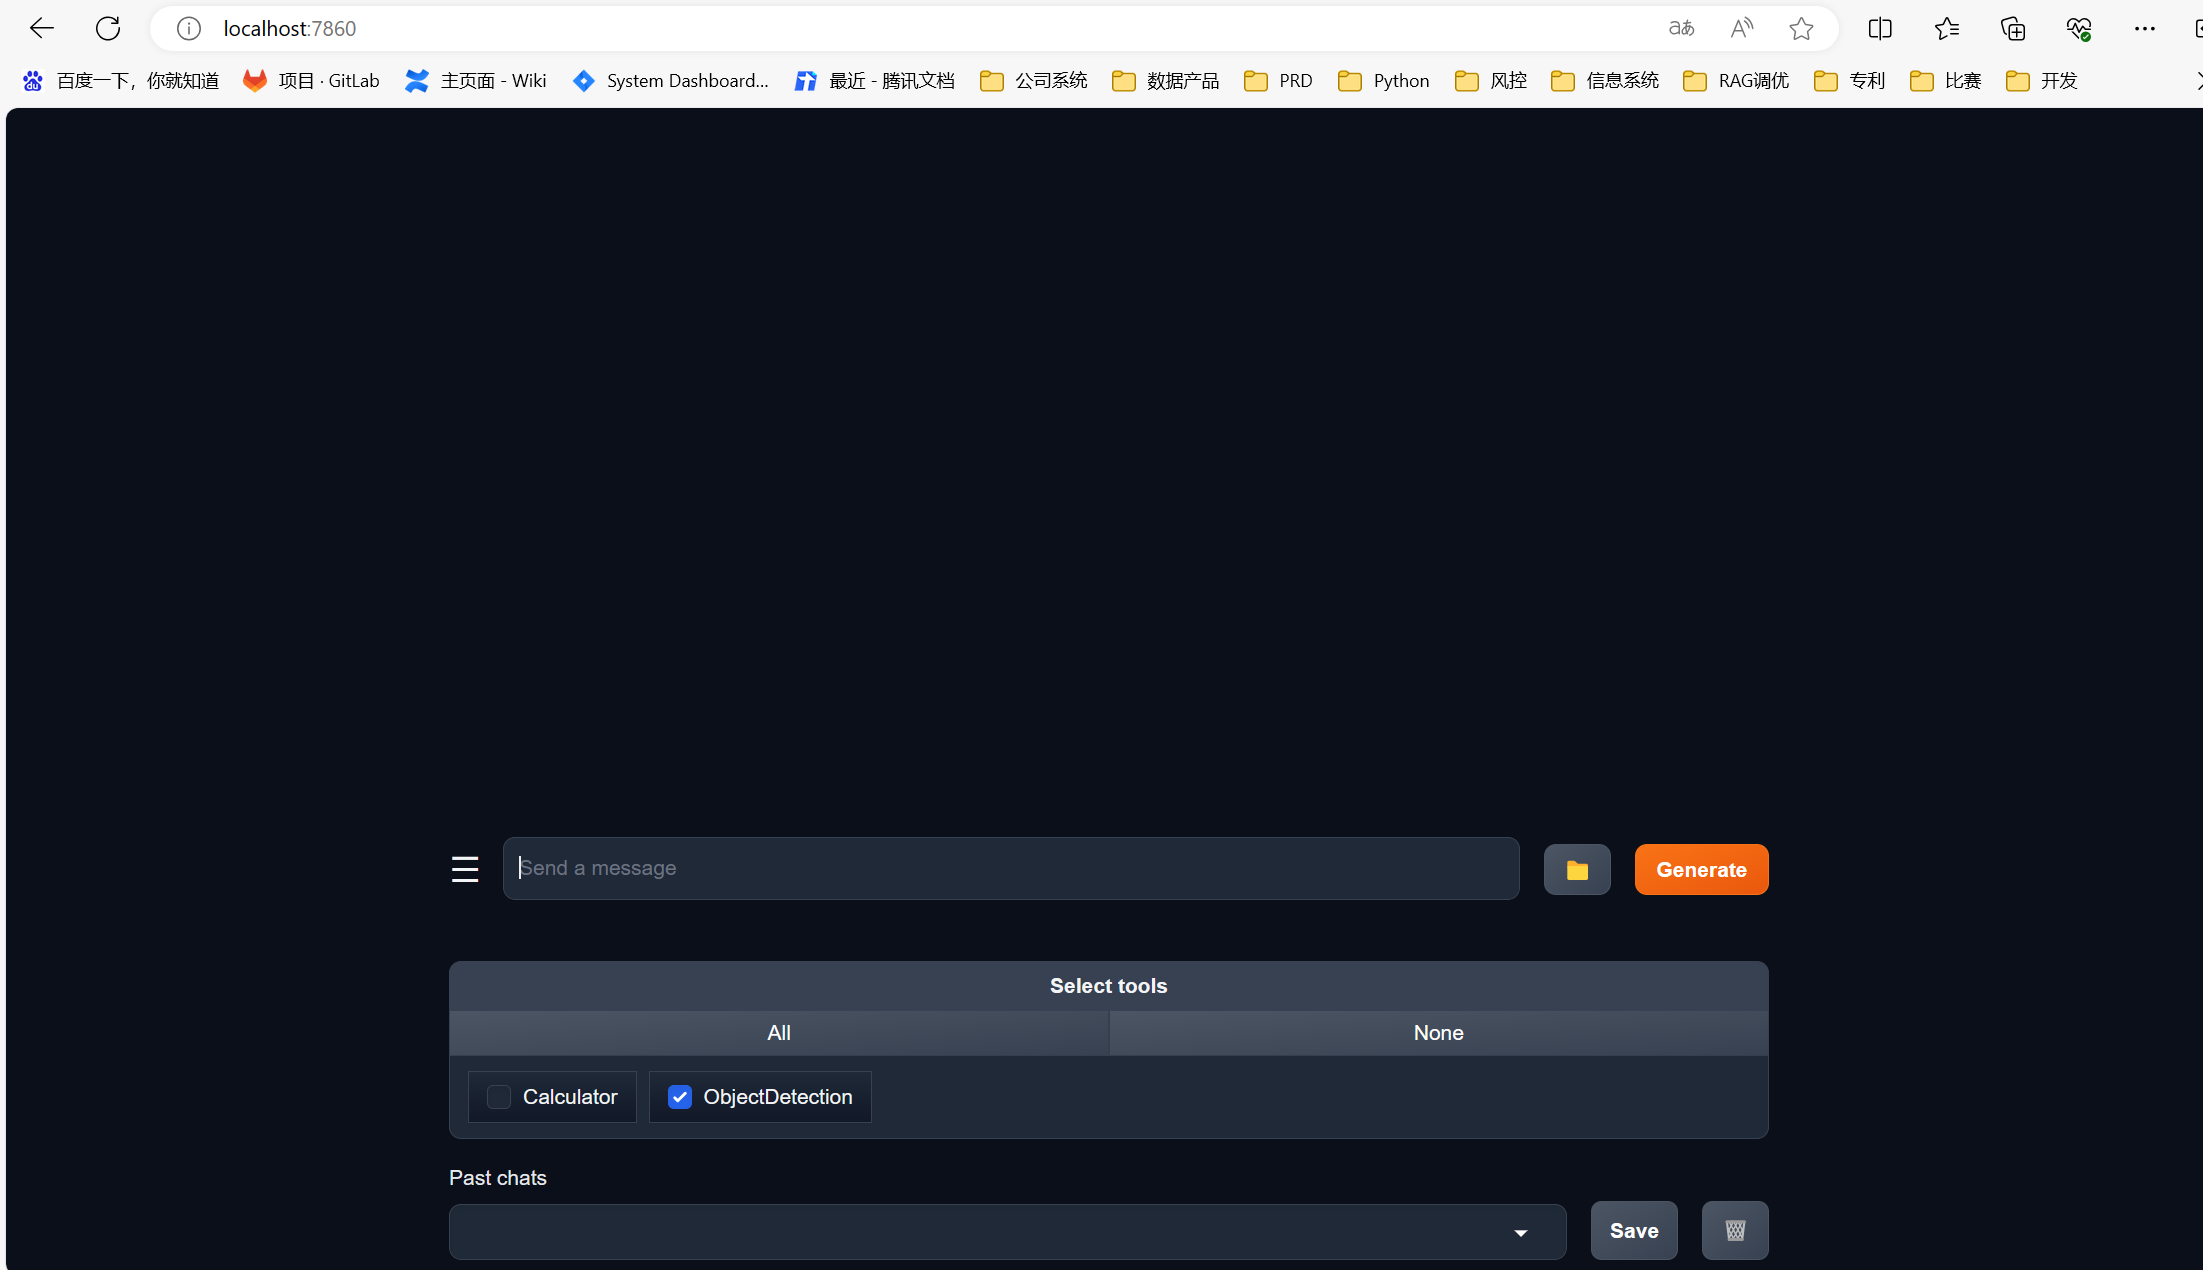 localhost:7860
百度一下，你就知道 项目 · GitLab 主页面 - Wiki System Dashboard... 最近 - 腾讯文档 公司系统 数据产品 PRD Python 风控 信息系统 RAG调优 专利 比赛 开发
Send a message Generate
Select tools
All None
Calculator ObjectDetection
Past chats
Save